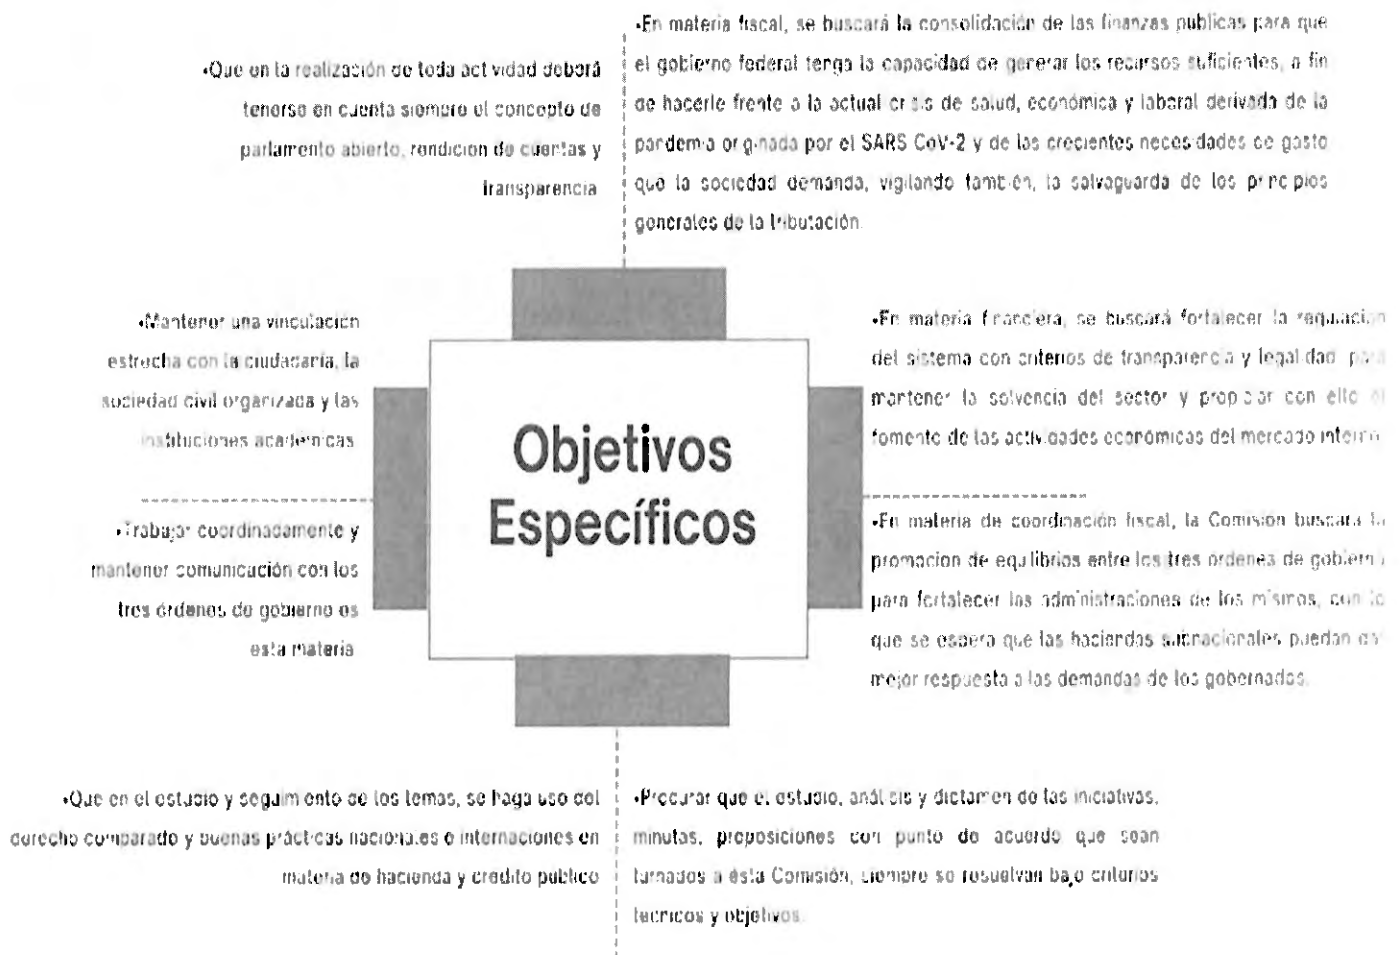 •Que en la realización de toda actividad deberá
tenerse en cuenta siempre el concepto de
parlamento abierto, rendicion de cuentas y
transparencia
•En materia fiscal, se buscará la consolidación de las finanzas publicas para que
el gobierno federal tenga la capacidad de generar los recursos suficientes, a fin
de hacerle frente a la actual crisis de salud, económica y laboral derivada de la
pandemia originada por el SARS CoV-2 y de las crecientes necesidades de gasto
que la sociedad demanda, vigilando también, la salvaguarda de los principios
generales de la tributación.
•Mantener una vinculación
estrecha con la ciudadanía, la
sociedad civil organizada y las
instituciones academicas
•Trabajar coordinadamente y
mantener comunicación con los
tres órdenes de gobierno es
esta materia
Objetivos
Específicos
•En materia financiera, se buscará fortalecer la regulación
del sistema con criterios de transparencia y legalidad para
mantener la solvencia del sector y propiciar con ello el
fomento de las actividades económicas del mercado interno
•En materia de coordinación fiscal, la Comisión buscara la
promocion de equilibrios entre los tres ordenes de gobierno
para fortalecer las administraciones de los mismos, con lo
que se espera que las haciendas subnacionales puedan
mejor respuesta a las demandas de los gobernados.
•Que en el estudio y seguimiento de los temas, se haga uso del
derecho comparado y buenas prácticas nacionales e internaciones en
materia de hacienda y credito publico
•Procurar que el estudio, análisis y dictamen de las iniciativas,
minutas, proposiciones con punto de acuerdo que sean
turnados a ésta Comisión, siempre se resuelvan bajo criterios
tecnicos y objetivos.